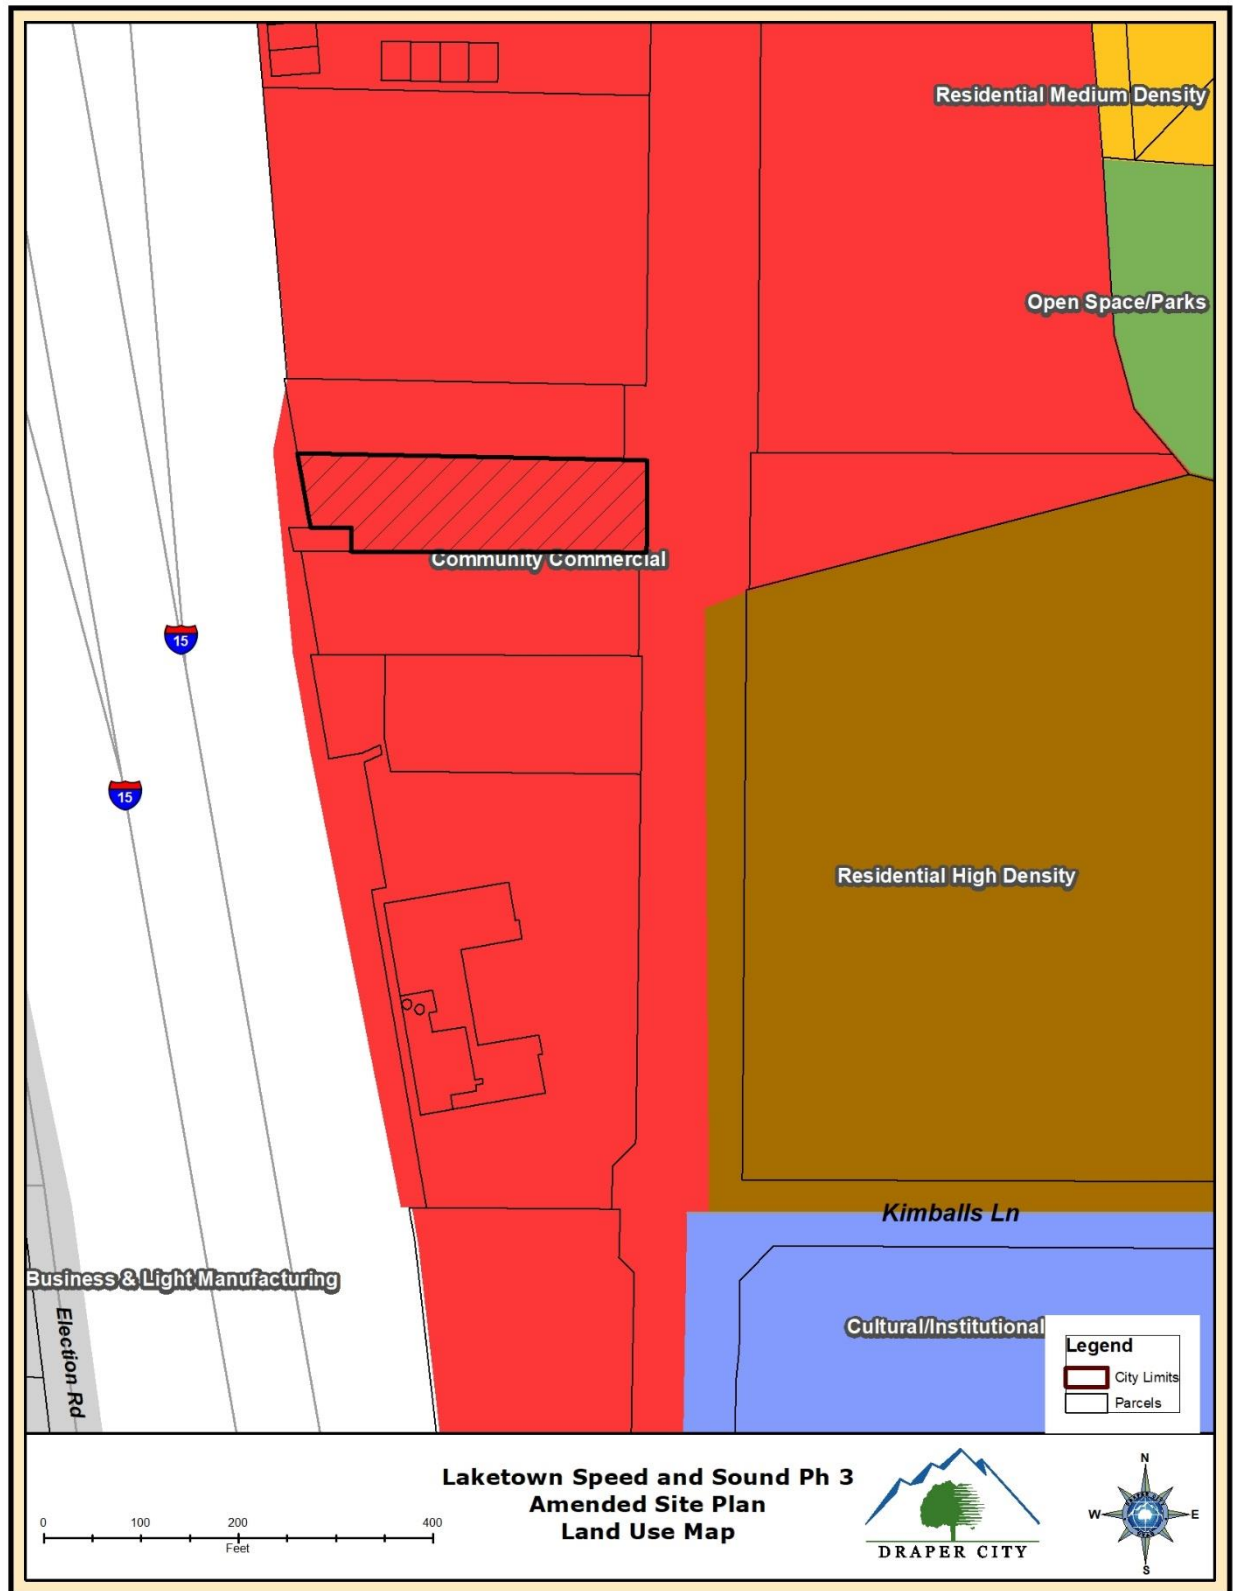 Residential Medium Density
Open Space/Parks
Community Commercial
15
15
Residential High Density
Kimballs Ln
Business & Light Manufacturing
Election Rd
Cultural/Institutional
Legend
City Limits
Parcels
Laketown Speed and Sound Ph 3
Amended Site Plan
Land Use Map
0 100 200 400
Feet
DRAPER CITY
N
W
E
S